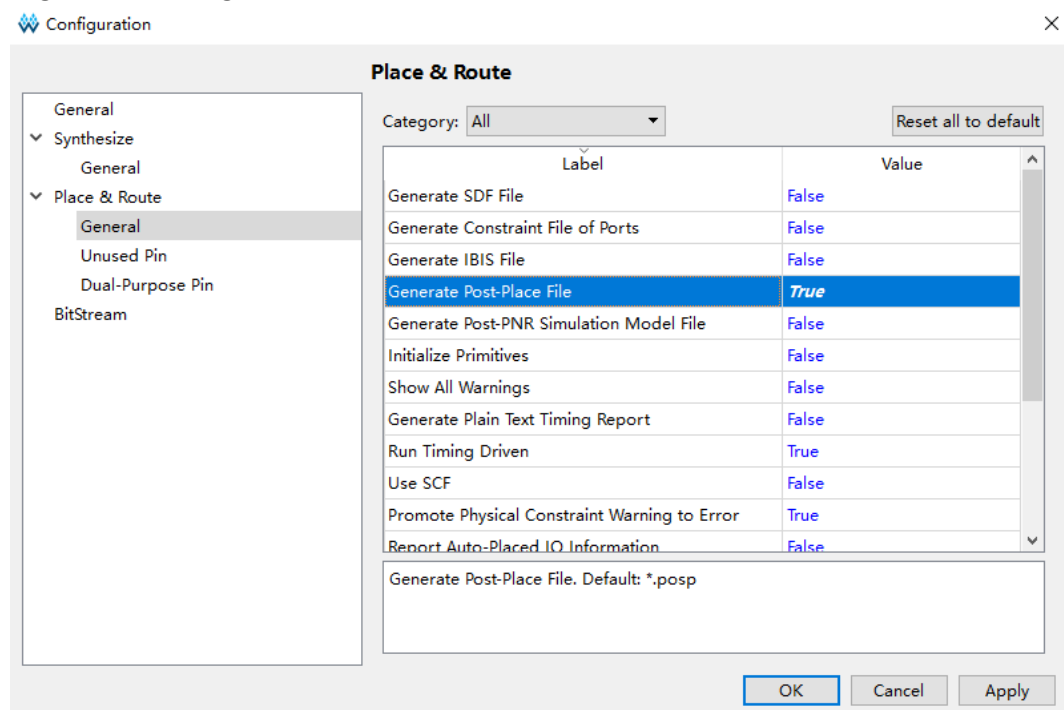 Configuration
Place & Route
General
Synthesize
General
Place & Route
General
Unused Pin
Dual-Purpose Pin
BitStream
Category: All
Reset all to default
Label Value
Generate SDF File False
Generate Constraint File of Ports False
Generate IBIS File False
Generate Post-Place File True
Generate Post-PNR Simulation Model File False
Initialize Primitives False
Show All Warnings False
Generate Plain Text Timing Report False
Run Timing Driven True
Use SCF False
Promote Physical Constraint Warning to Error True
Report Auto-Placed IO Information False
Generate Post-Place File. Default: *.posp
OK Cancel Apply